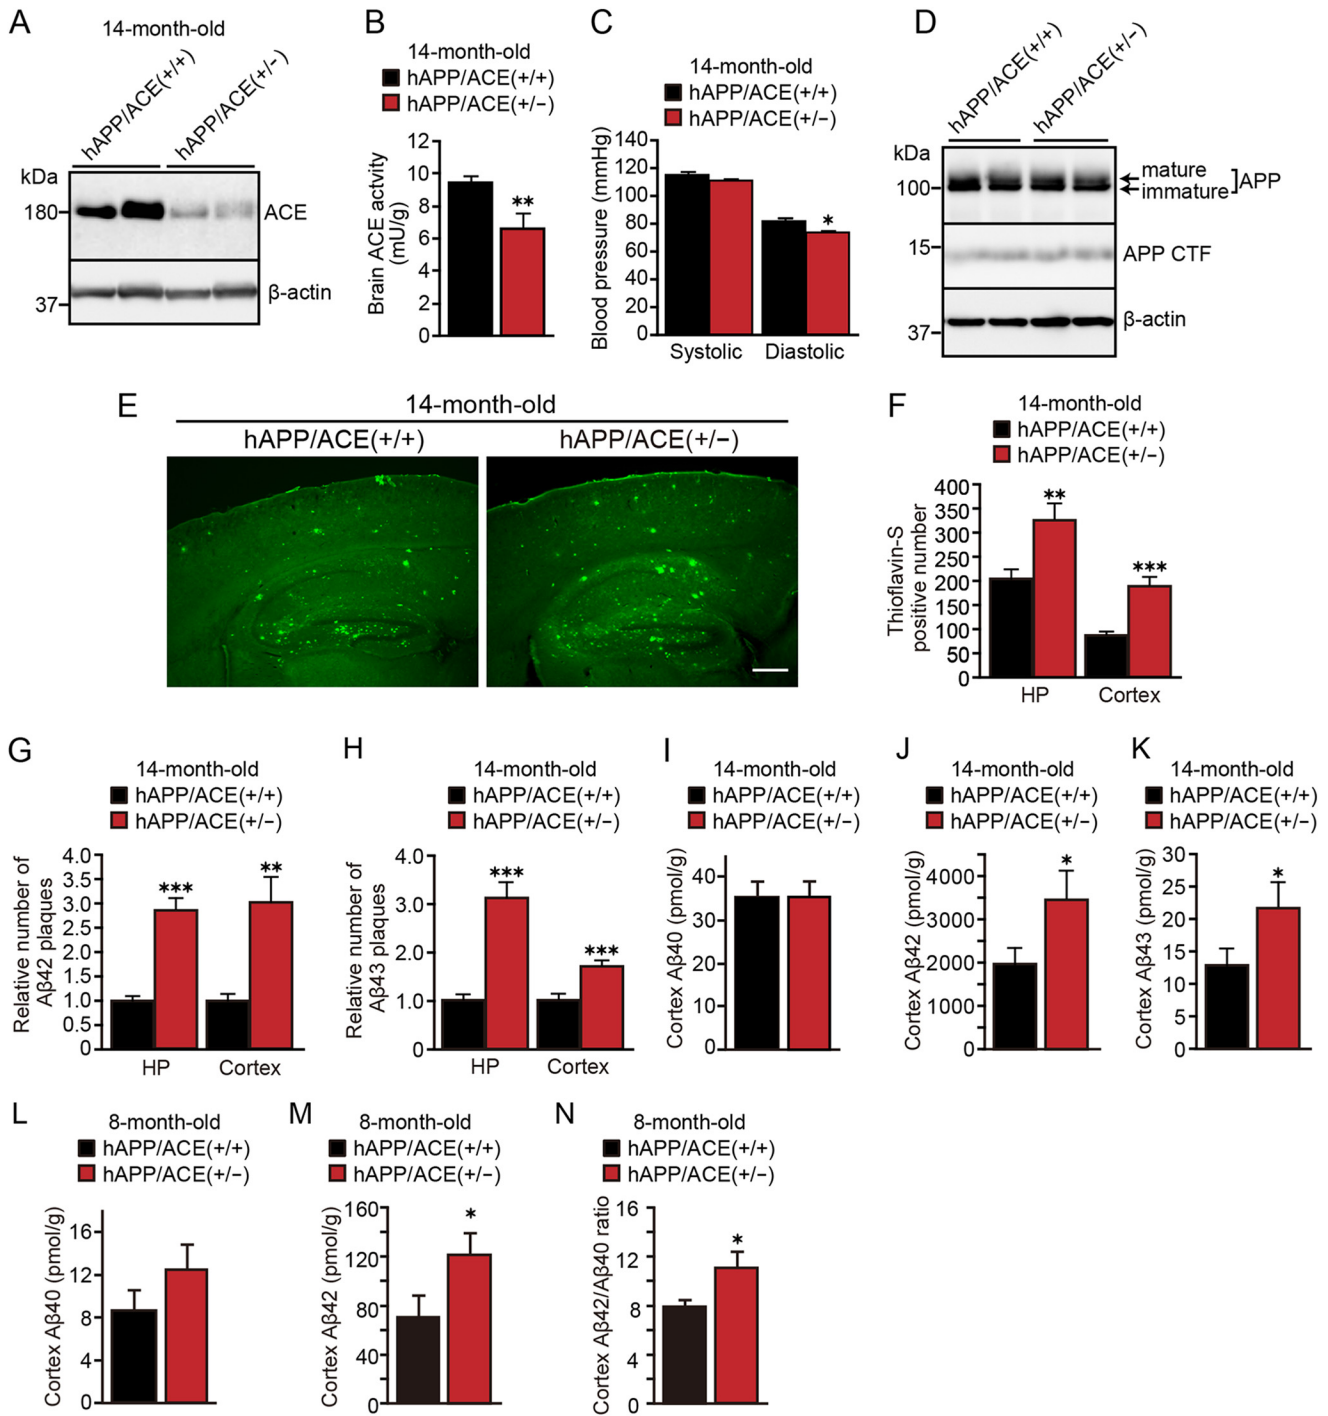 A
14-month-old
hAPP/ACE(+/+)
hAPP/ACE(+/−)
kDa
180
ACE
37
β-actin
B
14-month-old
hAPP/ACE(+/+)
hAPP/ACE(+/−)
Brain ACE actvity
(mU/g)
12
10
8
6
4
2
0
**
C
14-month-old
hAPP/ACE(+/+)
hAPP/ACE(+/−)
Blood pressure (mmHg)
140
120
100
80
60
40
20
0
*
Systolic
Diastolic
D
hAPP/ACE(+/+)
hAPP/ACE(+/−)
kDa
100
mature
immature
APP
15
APP CTF
37
β-actin
E
14-month-old
hAPP/ACE(+/+)
hAPP/ACE(+/−)
F
14-month-old
hAPP/ACE(+/+)
hAPP/ACE(+/−)
Thioflavin-S
positive number
400
350
300
250
200
150
100
50
0
**
***
HP
Cortex
G
14-month-old
hAPP/ACE(+/+)
hAPP/ACE(+/−)
Relative number of
Aβ42 plaques
4.0
3.5
3.0
2.5
2.0
1.5
1.0
0.5
0
***
**
HP
Cortex
H
14-month-old
hAPP/ACE(+/+)
hAPP/ACE(+/−)
Relative number of
Aβ43 plaques
4.0
3.0
2.0
1.0
0
***
***
HP
Cortex
I
14-month-old
hAPP/ACE(+/+)
hAPP/ACE(+/−)
Cortex Aβ40 (pmol/g)
40
30
20
10
0
J
14-month-old
hAPP/ACE(+/+)
hAPP/ACE(+/−)
Cortex Aβ42 (pmol/g)
4000
3000
2000
1000
0
*
K
14-month-old
hAPP/ACE(+/+)
hAPP/ACE(+/−)
Cortex Aβ43 (pmol/g)
30
25
20
15
10
5
0
*
L
8-month-old
hAPP/ACE(+/+)
hAPP/ACE(+/−)
Cortex Aβ40 (pmol/g)
16
12
8
4
0
M
8-month-old
hAPP/ACE(+/+)
hAPP/ACE(+/−)
Cortex Aβ42 (pmol/g)
160
120
80
40
0
*
N
8-month-old
hAPP/ACE(+/+)
hAPP/ACE(+/−)
Cortex Aβ42/Aβ40 ratio
16
12
8
4
0
*